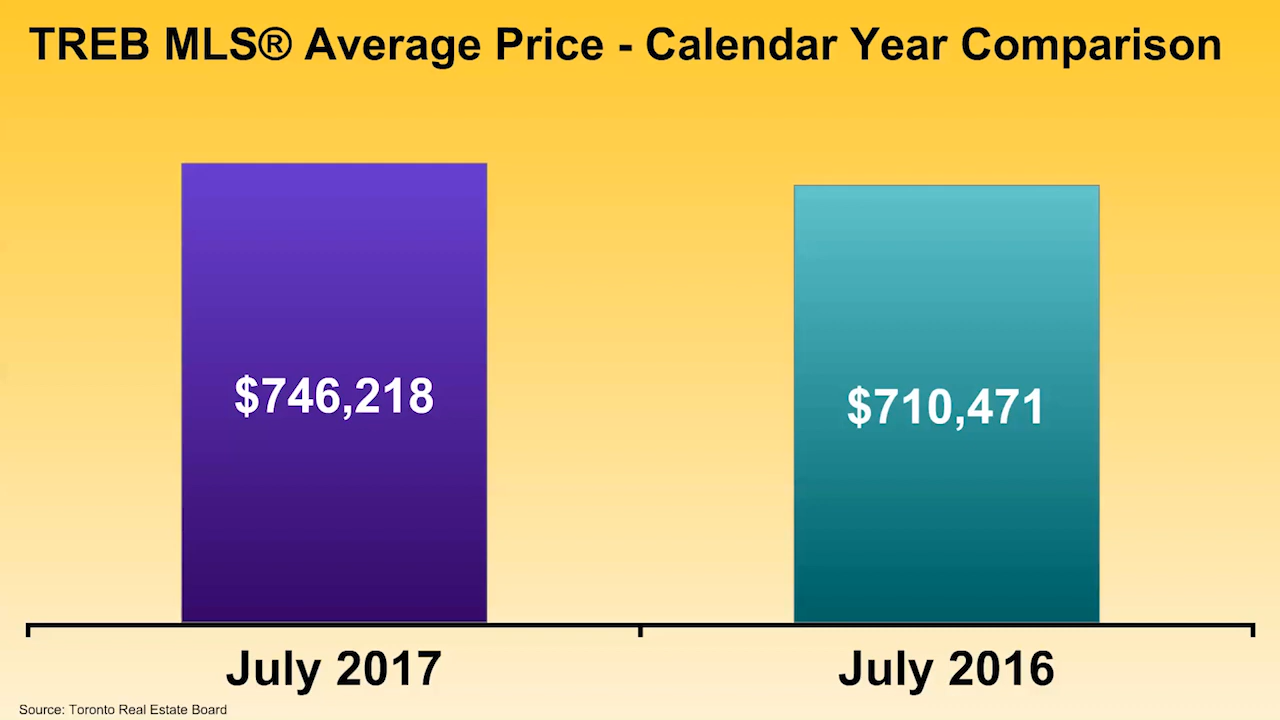 TREB MLS® Average Price - Calendar Year Comparison
$746,218
$710,471
July 2017
July 2016
Source: Toronto Real Estate Board